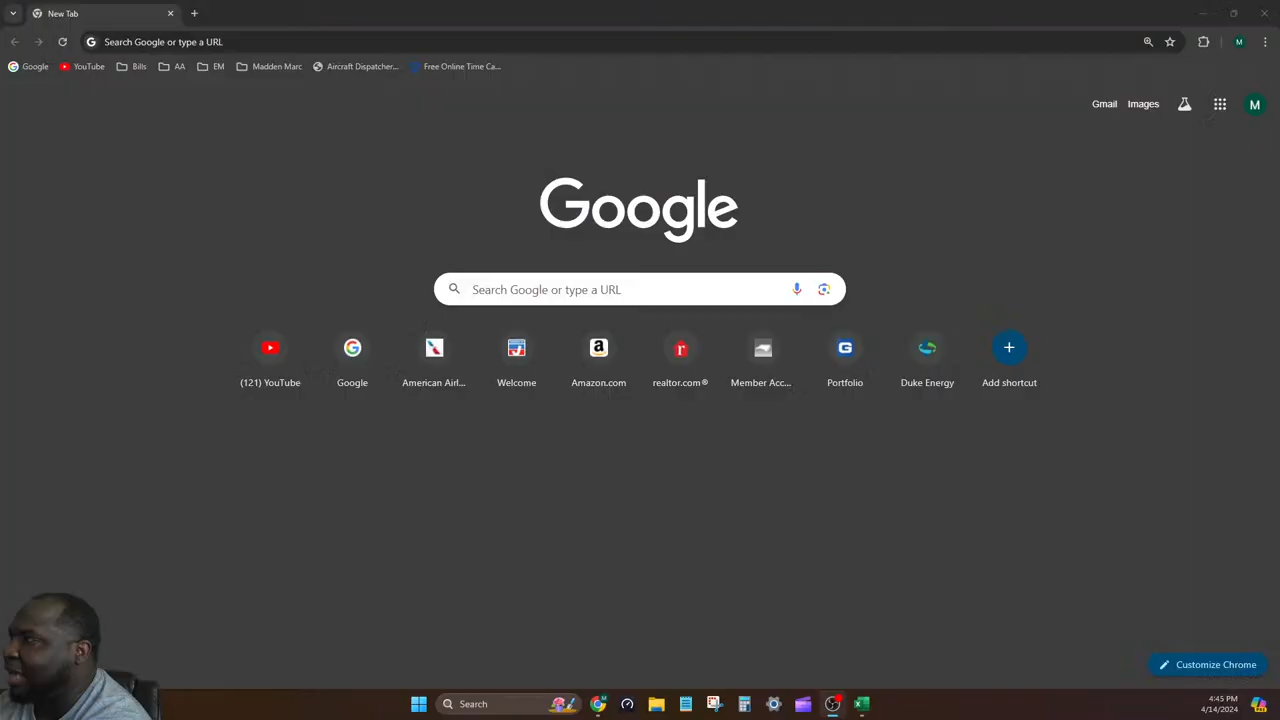 New Tab
Search Google or type a URL
M
Google
YouTube
Bills
AA
EM
Madden Marc
Aircraft Dispatcher...
Free Online Time Ca...
Gmail
Images
M
Google
Search Google or type a URL
(121) YouTube
Google
American Airl...
Welcome
Amazon.com
realtor.com®
Member Acc...
Portfolio
Duke Energy
Add shortcut
Customize Chrome
Search
4:45 PM
4/14/2024